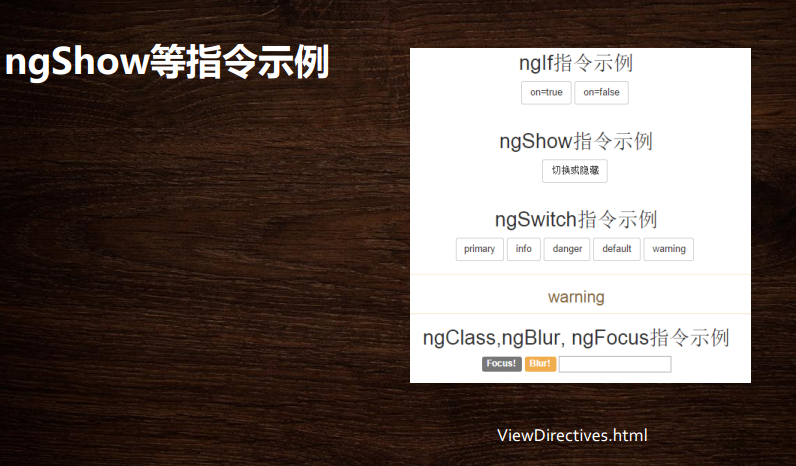 ngShow等指令示例
ngIf指令示例
on=true on=false
ngShow指令示例
切换或隐藏
ngSwitch指令示例
primary info danger default warning
warning
ngClass,ngBlur, ngFocus指令示例
Focus! Blur!
ViewDirectives.html